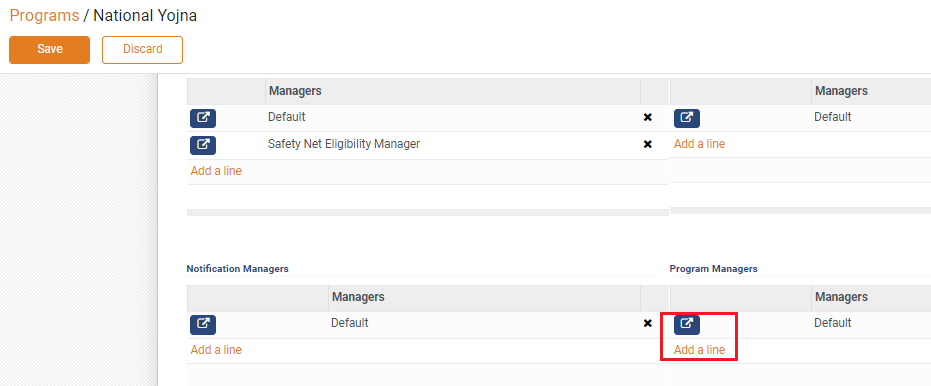 Programs / National Yojna
Save Discard
Managers Managers
Default Default
Safety Net Eligibility Manager Add a line
Add a line
Notification Managers Program Managers
Managers Managers
Default Default
Add a line Add a line